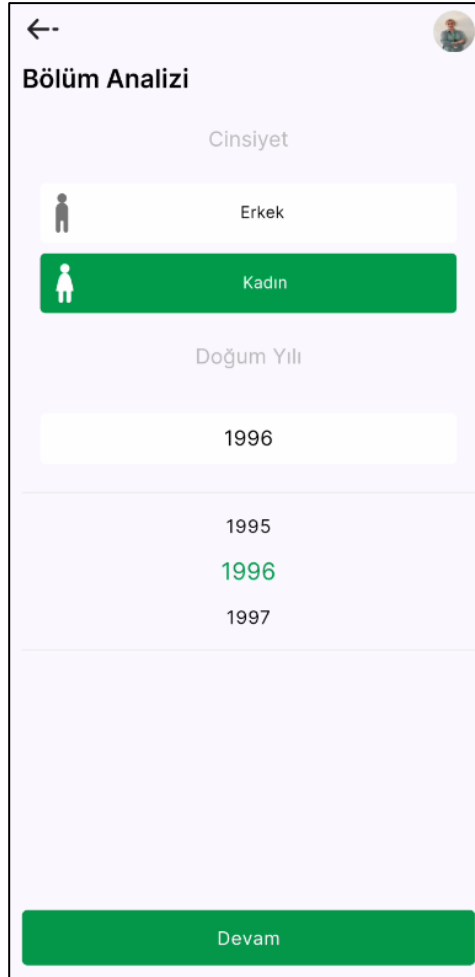 Bölüm Analizi
Cinsiyet
Erkek
Kadın
Doğum Yılı
1996
1995
1996
1997
Devam